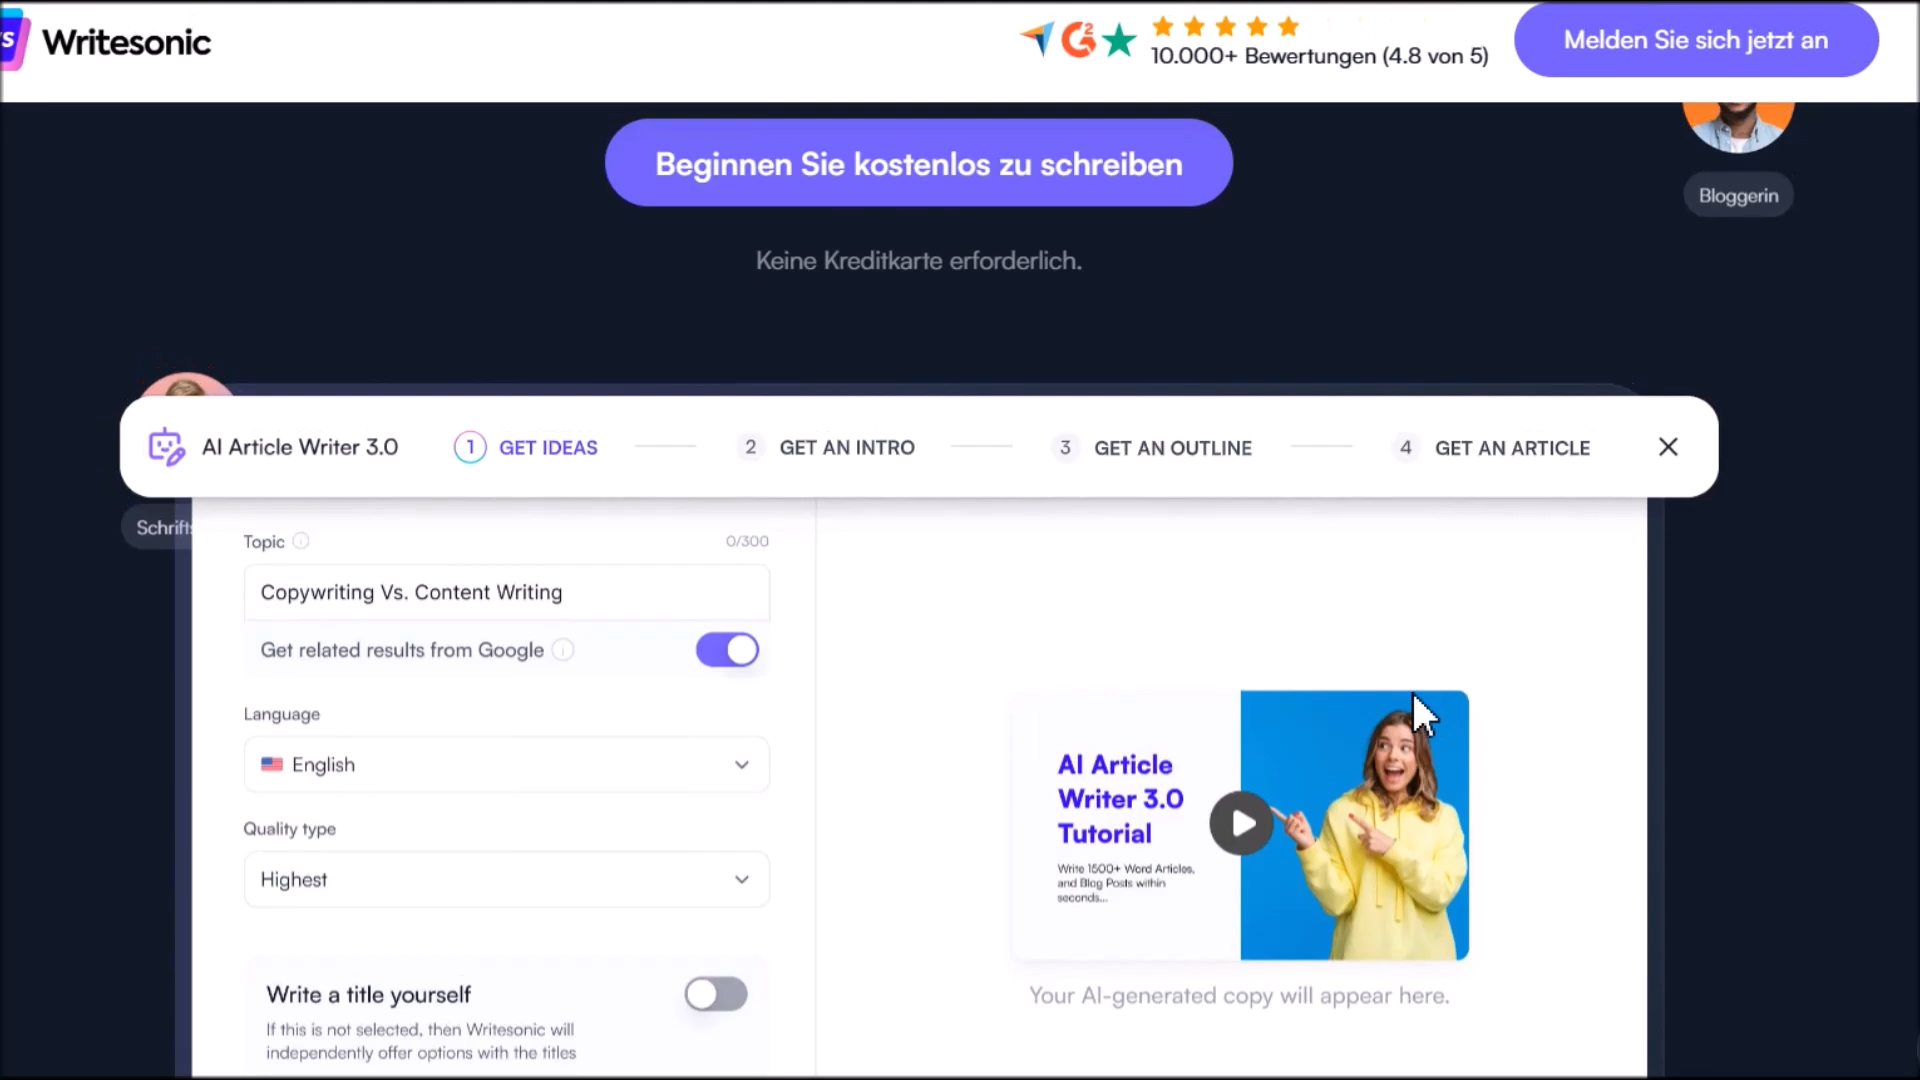 Writesonic
10.000+ Bewertungen (4.8 von 5)
Melden Sie sich jetzt an
Beginnen Sie kostenlos zu schreiben
Bloggerin
Keine Kreditkarte erforderlich.
AI Article Writer 3.0
1 GET IDEAS
2 GET AN INTRO
3 GET AN OUTLINE
4 GET AN ARTICLE
Topic
0/300
Copywriting Vs. Content Writing
Get related results from Google
Language
English
Quality type
Highest
Write a title yourself
If this is not selected, then Writesonic will
independently offer options with the titles
AI Article
Writer 3.0
Tutorial
Write 1500+ Word Articles,
and Blog Posts within
seconds...
Your AI-generated copy will appear here.